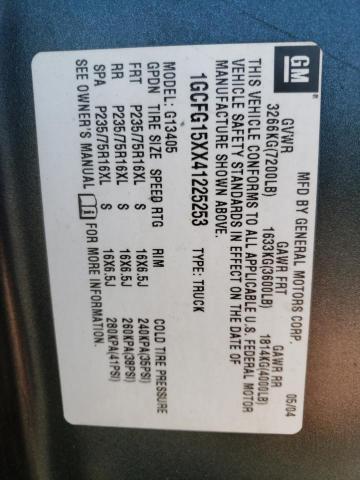 GM
MFD BY GENERAL MOTORS CORP. 05/04
GVWR GAWR FRT GAWR RR
3266KG(7200LB) 1633KG(3600LB) 1814KG(4000LB)
THIS VEHICLE CONFORMS TO ALL APPLICABLE U.S. FEDERAL MOTOR
VEHICLE SAFETY STANDARDS IN EFFECT ON THE DATE OF
MANUFACTURE SHOWN ABOVE.
1GCFG15XX41225253 TYPE: TRUCK
MODEL: G13405
GPDN TIRE SIZE SPEED RTG RIM COLD TIRE PRESSURE
FRT P235/75R16XL S 16X6.5J 240KPA(35PSI)
RR P235/75R16XL S 16X6.5J 260KPA(38PSI)
SPA P235/75R16XL S 16X6.5J 280KPA(41PSI)
SEE OWNER'S MANUAL FOR MORE INFORMATION.